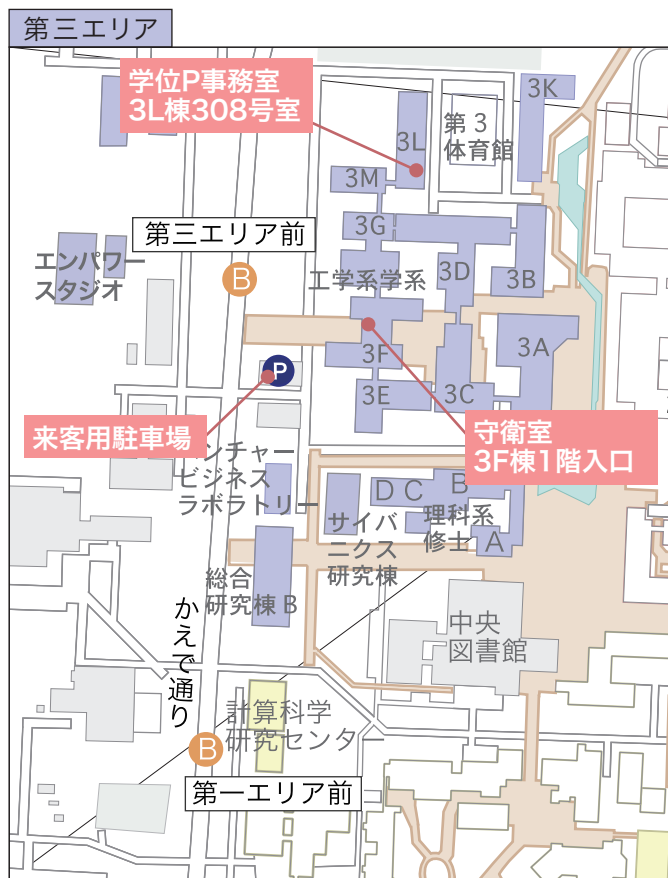 第三エリア
学位P事務室
3L棟308号室
3K
3L
第3
体育館
3M
3G
第三エリア前
B
エンパワー
スタジオ
工学系学系
3D
3B
3A
3F
P
3E
3C
来客用駐車場
守衛室
3F棟1階入口
ンチャー
ビジネス
ラボラトリー
D C
B
A
サイバ
ニクス
研究棟
理科系
修士
総合
研究棟B
かえで通り
中央
図書館
計算科学
研究センタ
B
第一エリア前